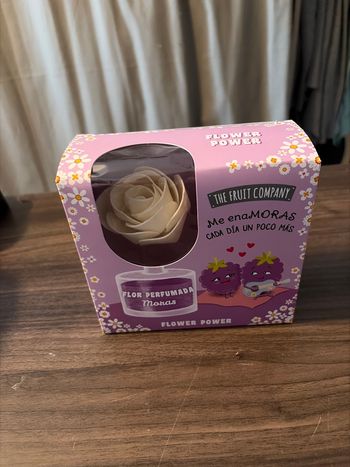 FLOWER
POWER
THE FRUIT COMPANY
Me enaMORAS
CADA DÍA UN POCO MÁS
FLOR PERFUMADA
Moras
FLOWER POWER